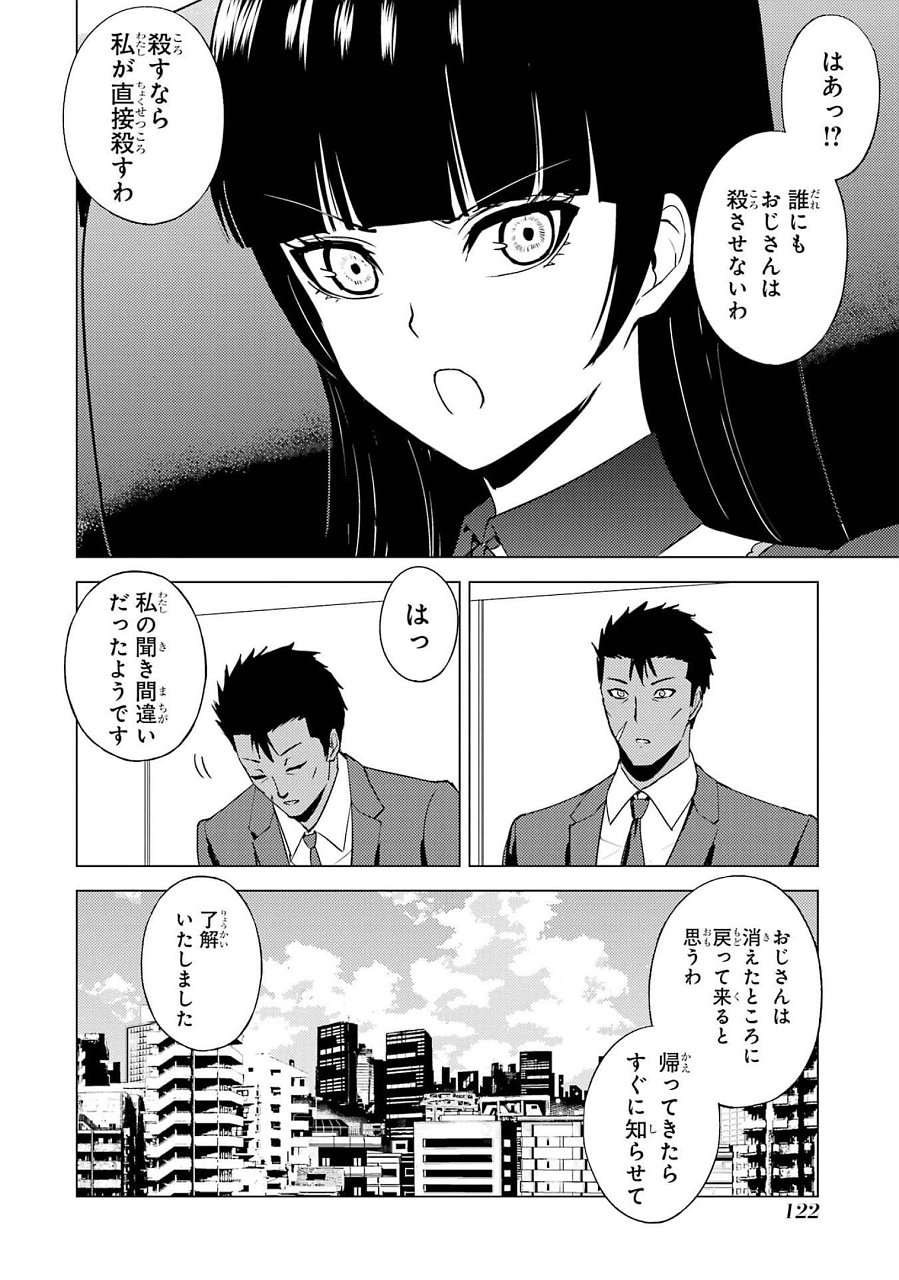 はあっ!?
誰にも
おじさんは
殺させないわ
殺すなら
私が直接殺すわ
はっ
私の聞き間違い
だったようです
おじさんは
消えたところに
戻って来ると
思うわ
帰ってきたら
すぐに知らせて
了解
いたしました
122